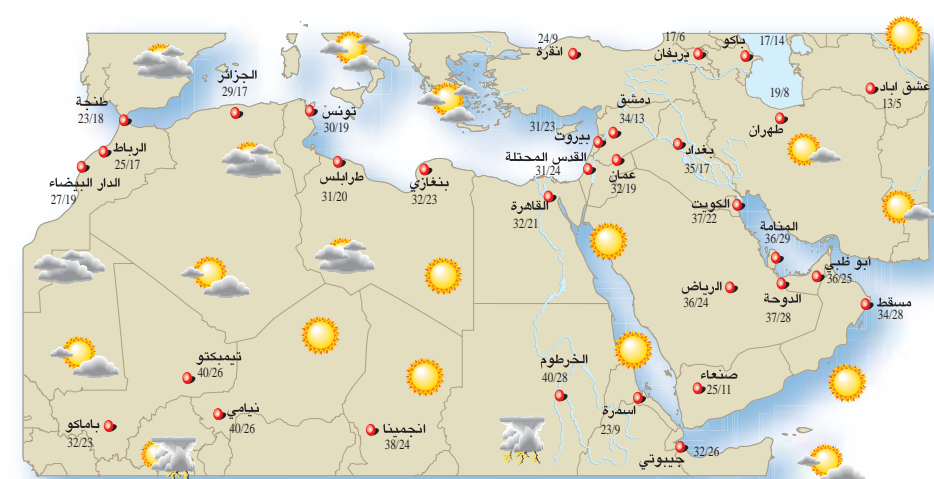 24/9
انقرة
17/6
يريفان
باكو
17/14
عشق اباد
13/5
19/8
طهران
الجزائر
29/17
طنجة
23/18
تونس
30/19
دمشق
34/13
31/23
بيروت
بغداد
35/17
الرباط
25/17
الدار البيضاء
27/19
طرابلس
31/20
بنغازي
32/23
القدس المحتلة
31/24
عمان
32/19
القاهرة
32/21
الكويت
37/22
المنامة
36/29
ابو ظبي
36/25
الرياض
36/24
الدوحة
37/28
مسقط
34/28
تيمبكتو
40/26
الخرطوم
40/28
صنعاء
25/11
باماكو
32/23
نيامي
40/26
انجمينا
38/24
اسمرة
23/9
32/26
جيبوتي